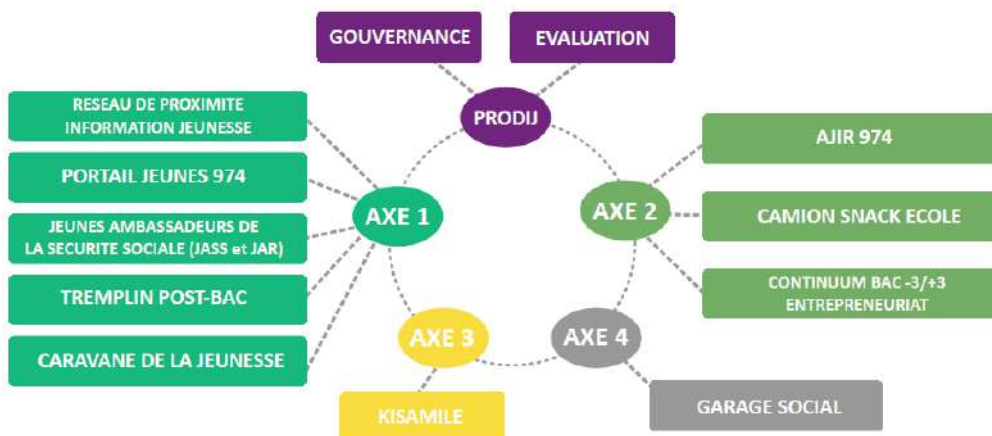 GOUVERNANCE
EVALUATION
PRODIJ
RESEAU DE PROXIMITE
INFORMATION JEUNESSE
PORTAIL JEUNES 974
JEUNES AMBASSADEURS DE
LA SECURITE SOCIALE (JASS et JAR)
TREMPLIN POST-BAC
CARAVANE DE LA JEUNESSE
AXE 1
AXE 2
AJIR 974
CAMION SNACK ECOLE
CONTINUUM BAC -3/+3
ENTREPRENEURIAT
AXE 3
AXE 4
KISAMILE
GARAGE SOCIAL